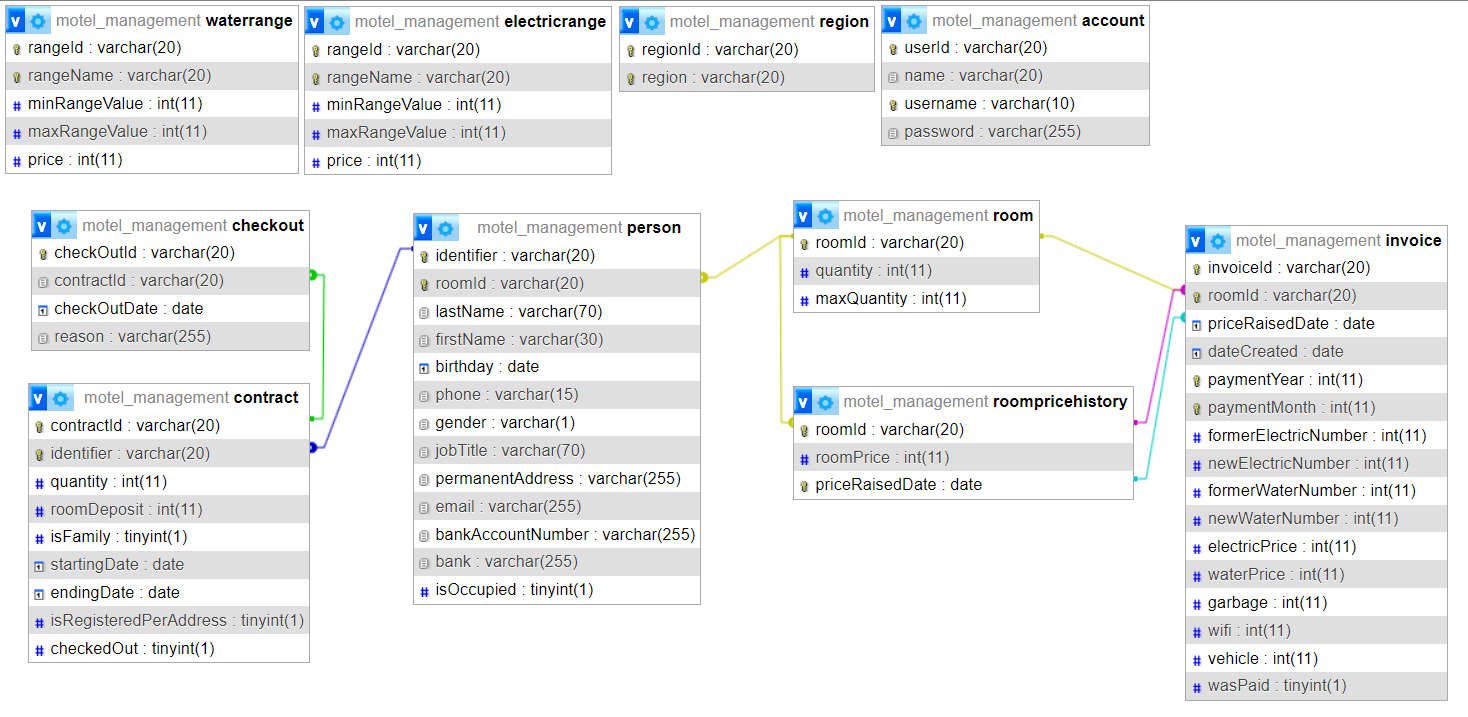 v motel_management waterrange
rangeId : varchar(20)
rangeName : varchar(20)
# minRangeValue : int(11)
# maxRangeValue : int(11)
# price : int(11)
v motel_management electricrange
rangeId : varchar(20)
rangeName : varchar(20)
# minRangeValue : int(11)
# maxRangeValue : int(11)
# price : int(11)
v motel_management region
regionId : varchar(20)
region : varchar(20)
v motel_management account
userId : varchar(20)
name : varchar(20)
username : varchar(10)
password : varchar(255)
v motel_management checkout
checkOutId : varchar(20)
contractId : varchar(20)
checkOutDate : date
reason : varchar(255)
v motel_management contract
contractId : varchar(20)
identifier : varchar(20)
# quantity : int(11)
# roomDeposit : int(11)
# isFamily : tinyint(1)
startingDate : date
endingDate : date
# isRegisteredPerAddress : tinyint(1)
# checkedOut : tinyint(1)
v motel_management person
identifier : varchar(20)
roomId : varchar(20)
lastName : varchar(70)
firstName : varchar(30)
birthday : date
phone : varchar(15)
gender : varchar(1)
jobTitle : varchar(70)
permanentAddress : varchar(255)
email : varchar(255)
bankAccountNumber : varchar(255)
bank : varchar(255)
# isOccupied : tinyint(1)
v motel_management room
roomId : varchar(20)
# quantity : int(11)
# maxQuantity : int(11)
v motel_management roompricehistory
roomId : varchar(20)
# roomPrice : int(11)
priceRaisedDate : date
v motel_management invoice
invoiceId : varchar(20)
roomId : varchar(20)
priceRaisedDate : date
dateCreated : date
paymentYear : int(11)
paymentMonth : int(11)
# formerElectricNumber : int(11)
# newElectricNumber : int(11)
# formerWaterNumber : int(11)
# newWaterNumber : int(11)
# electricPrice : int(11)
# waterPrice : int(11)
# garbage : int(11)
# wifi : int(11)
# vehicle : int(11)
# wasPaid : tinyint(1)